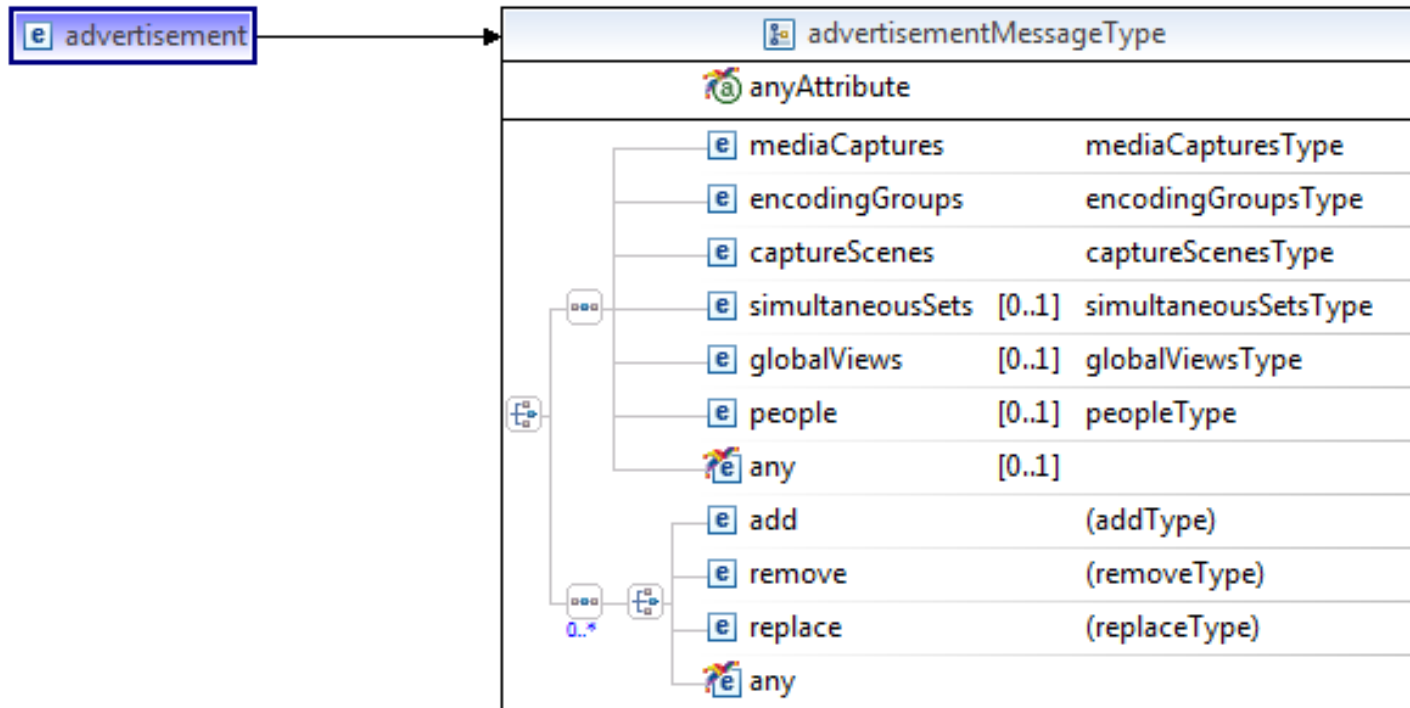 e advertisement
advertisementMessageType
a anyAttribute
e mediaCaptures mediaCapturesType
e encodingGroups encodingGroupsType
e captureScenes captureScenesType
e simultaneousSets [0..1] simultaneousSetsType
e globalViews [0..1] globalViewsType
e people [0..1] peopleType
e any [0..1]
e add (addType)
e remove (removeType)
0..*
e replace (replaceType)
e any